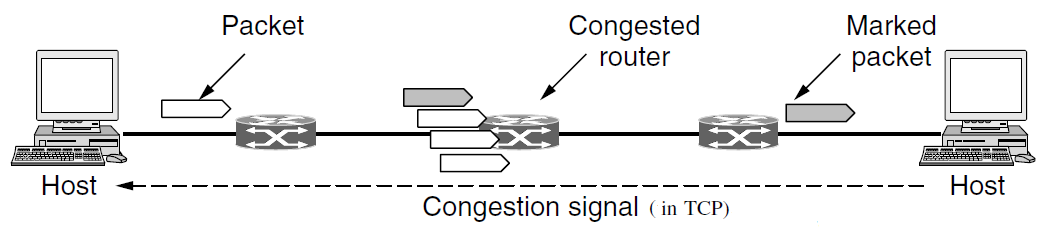 Packet
Congested
router
Marked
packet
Host
Host
Congestion signal ( in TCP)